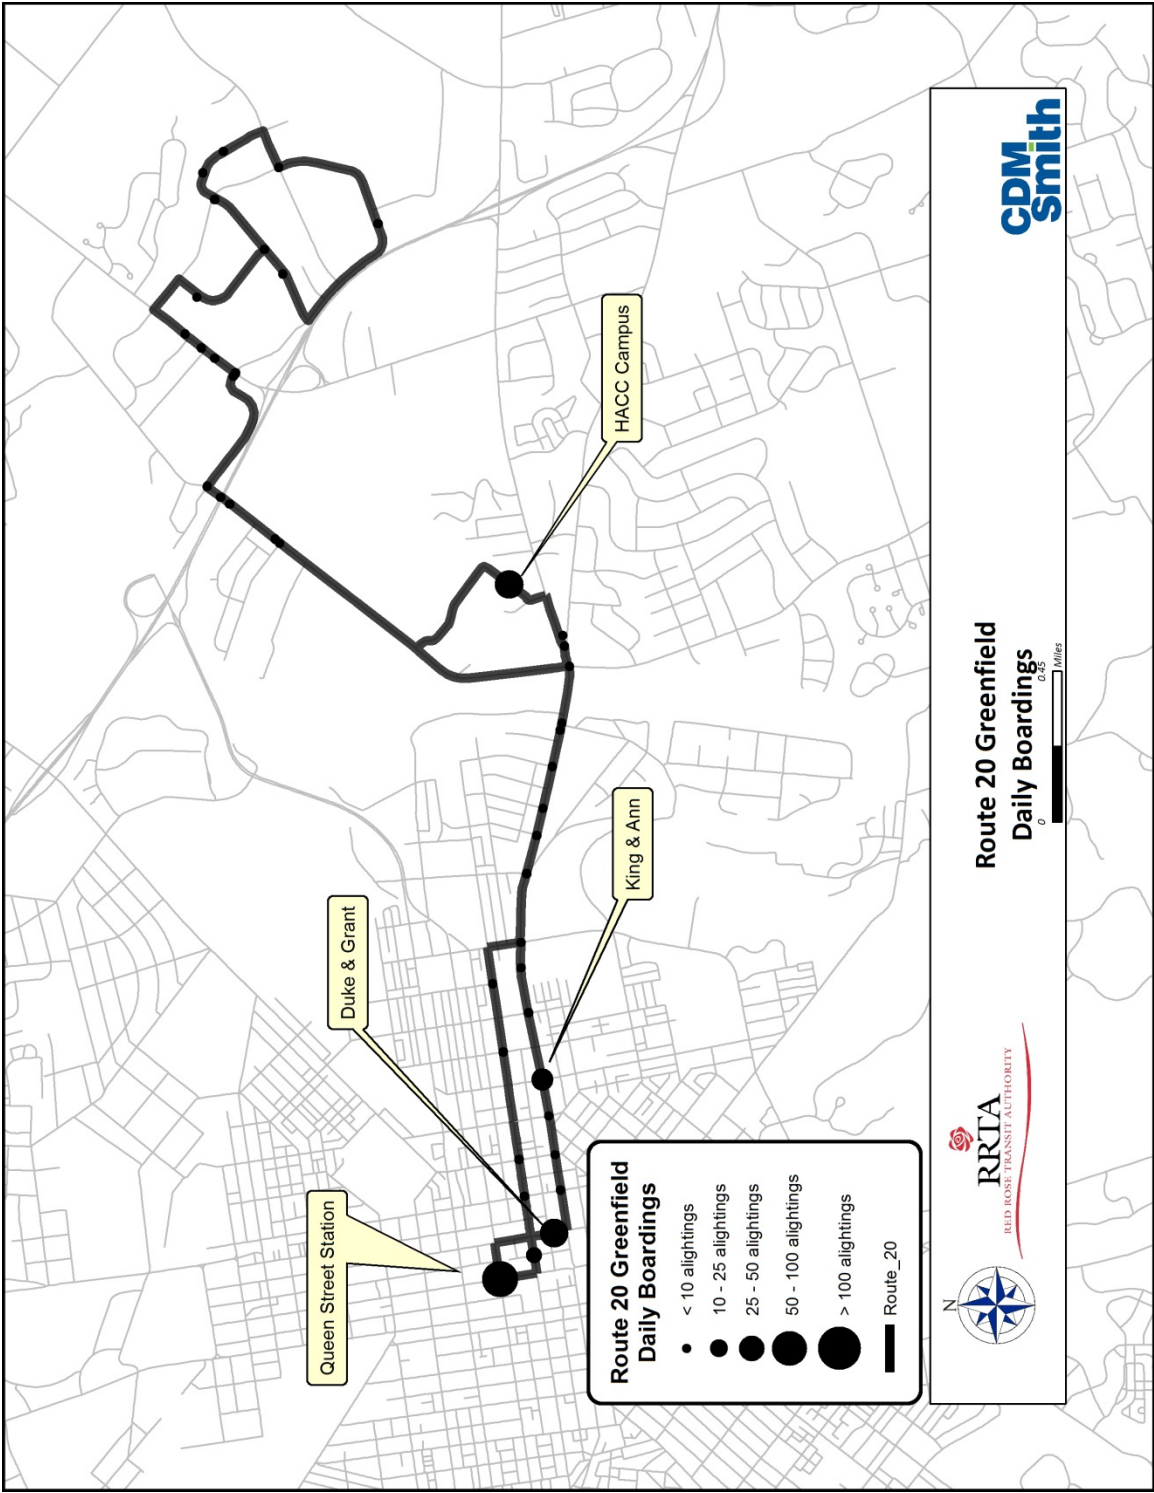 Queen Street Station
Duke & Grant
King & Ann
HACC Campus
Route 20 Greenfield
Daily Boardings
< 10 alightings
10 - 25 alightings
25 - 50 alightings
50 - 100 alightings
> 100 alightings
Route_20
N
RRTA
RED ROSE TRANSIT AUTHORITY
Route 20 Greenfield
Daily Boardings
0 0.45
Miles
CDM
Smith